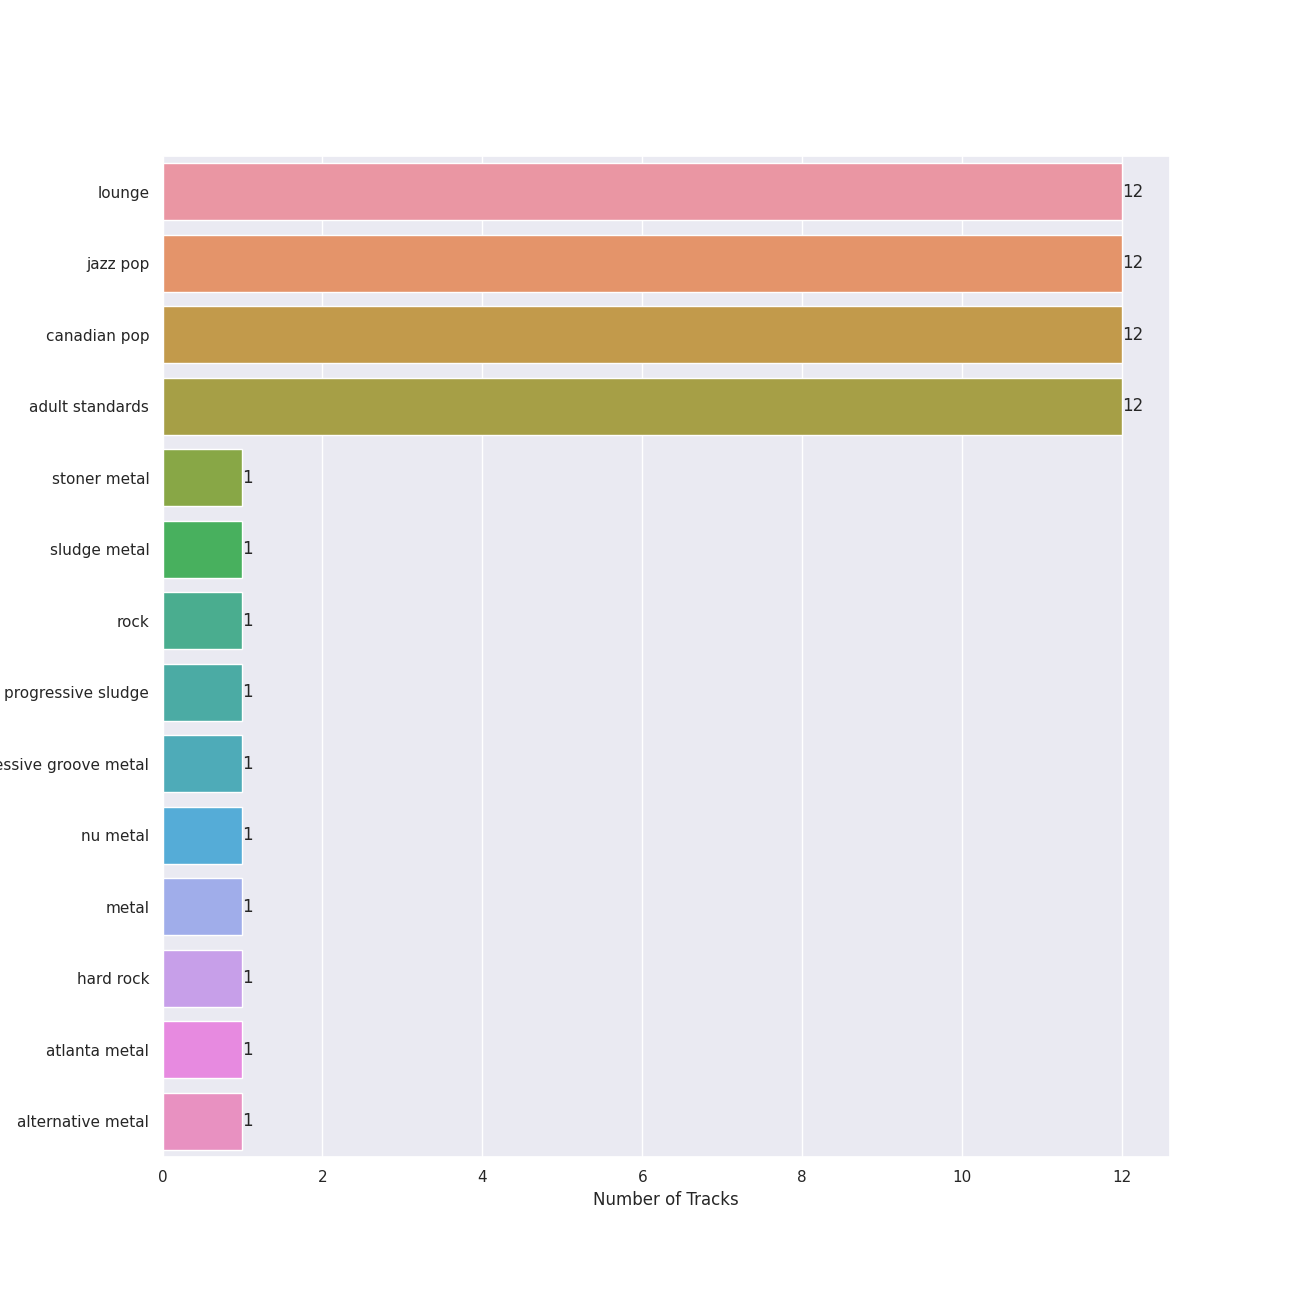 lounge 12
jazz pop 12
canadian pop 12
adult standards 12
stoner metal 1
sludge metal 1
rock 1
progressive sludge 1
groove metal 1
nu metal 1
metal 1
hard rock 1
atlanta metal 1
alternative metal 1
0 2 4 6 8 10 12
Number of Tracks